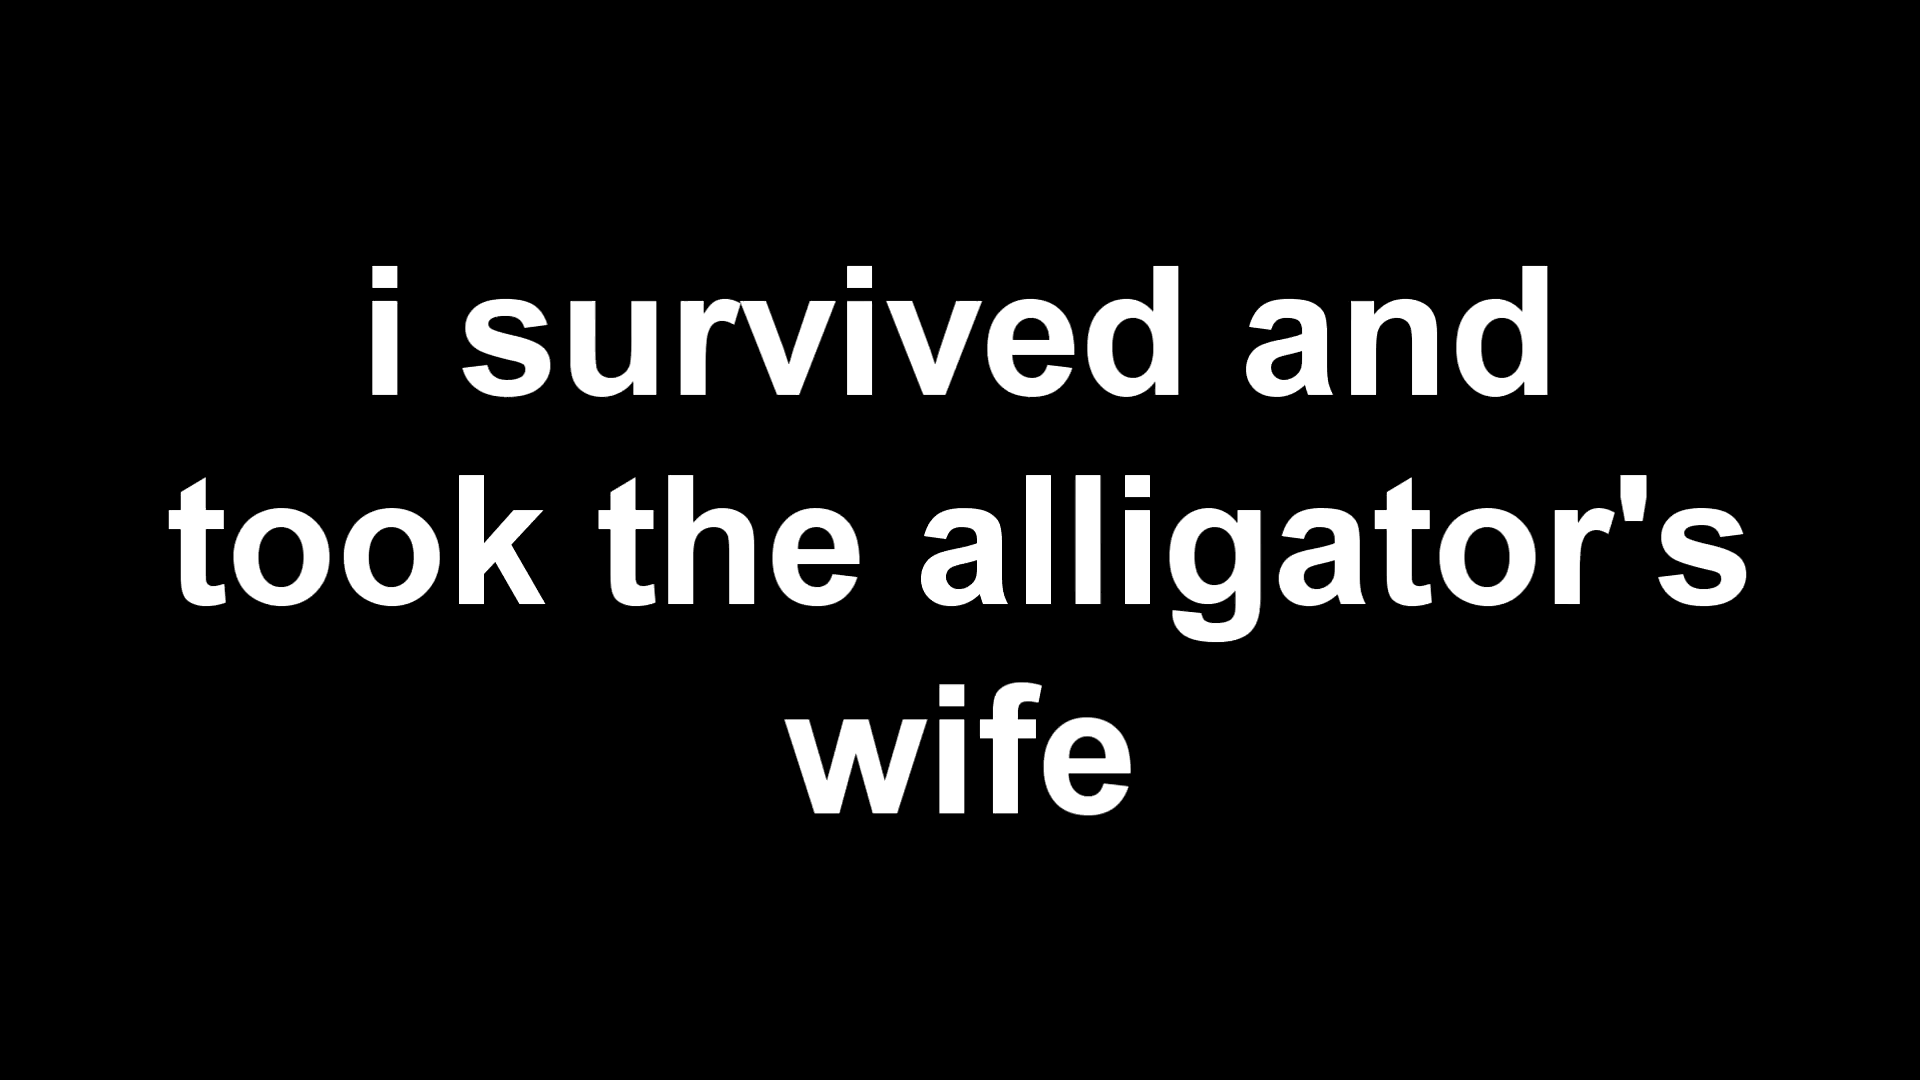 i survived and
took the alligator's
wife